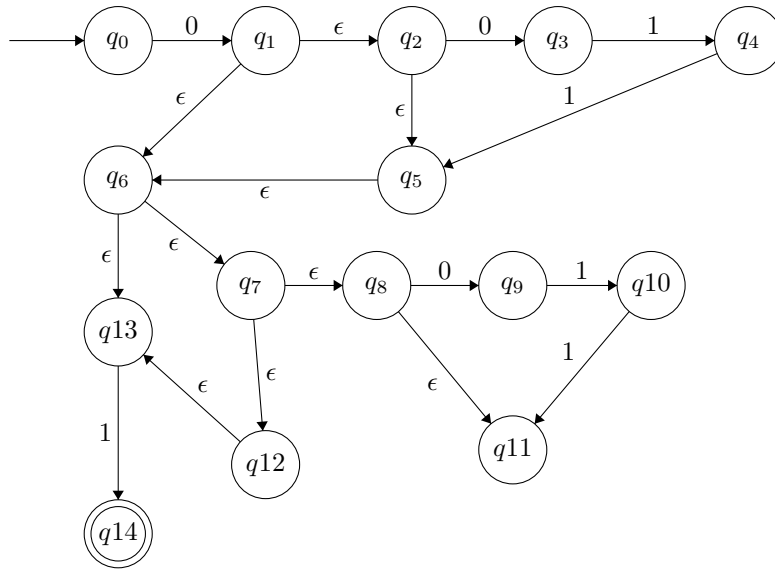 0 ϵ 0 1
q₀ q₁ q₂ q₃ q₄
ϵ ϵ 1
q₆ q₅
ϵ
ϵ ϵ
ϵ 0 1
q₇ q₈ q₉ q10
q13
ϵ ϵ ϵ 1
1 q12 q11
q14